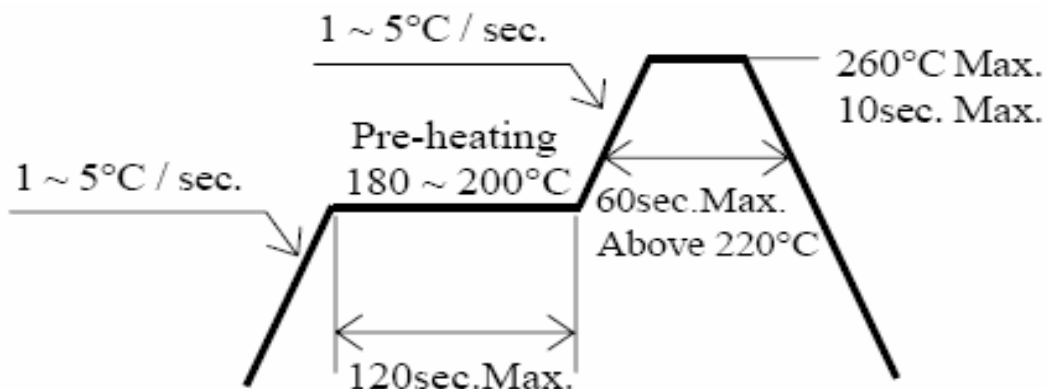 1 ~ 5°C / sec.
260°C Max.
10sec. Max.
Pre-heating
180 ~ 200°C
1 ~ 5°C / sec.
60sec.Max.
Above 220°C
120sec.Max.